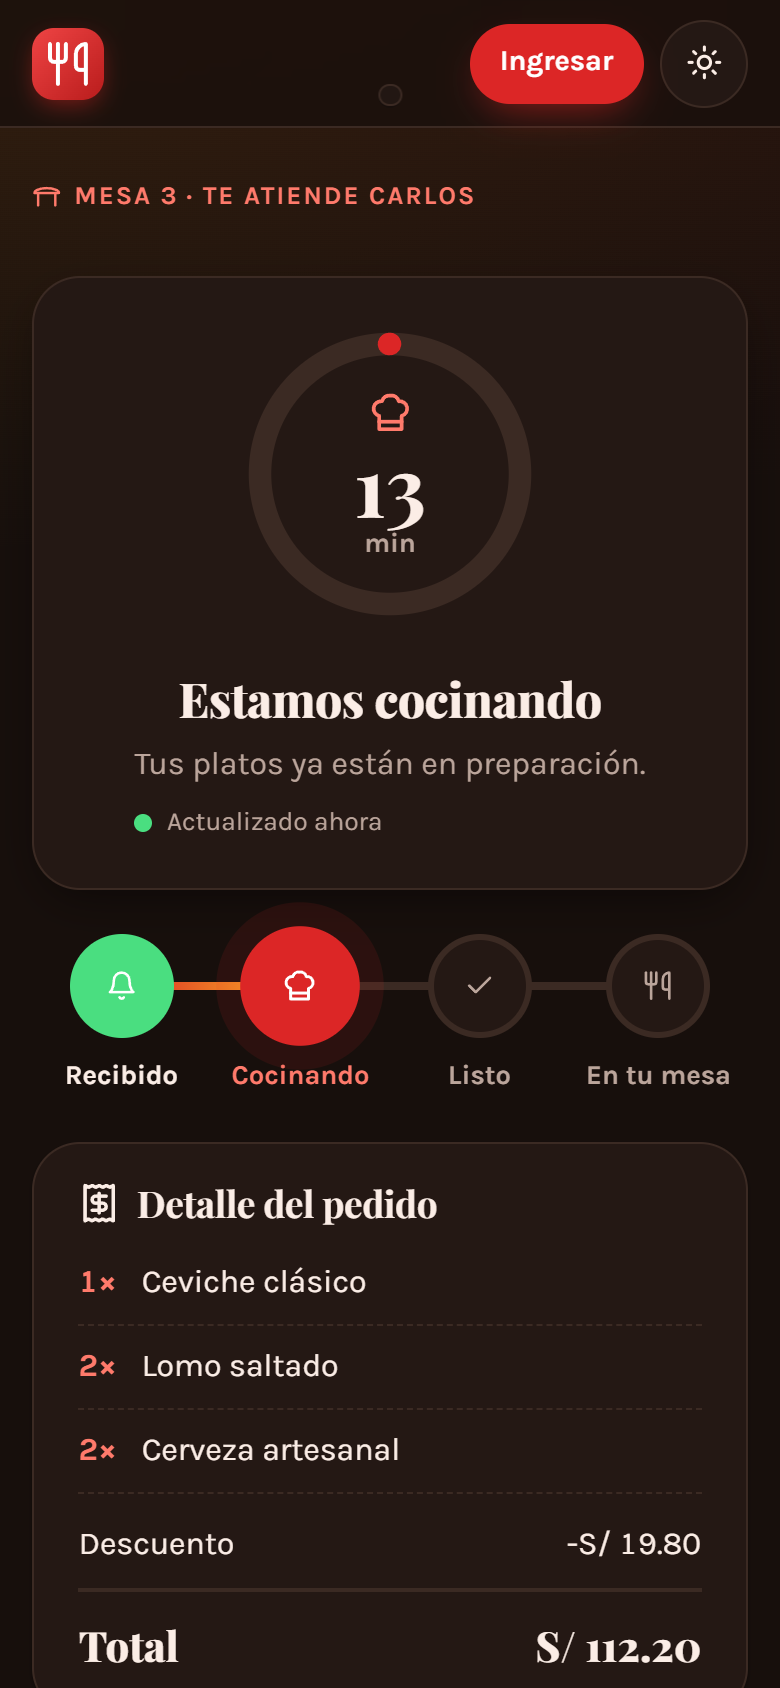 Ingresar
MESA 3 · TE ATIENDE CARLOS
13
min
Estamos cocinando
Tus platos ya están en preparación.
Actualizado ahora
Recibido Cocinando Listo En tu mesa
Detalle del pedido
1× Ceviche clásico
2× Lomo saltado
2× Cerveza artesanal
Descuento -S/ 19.80
Total S/ 112.20